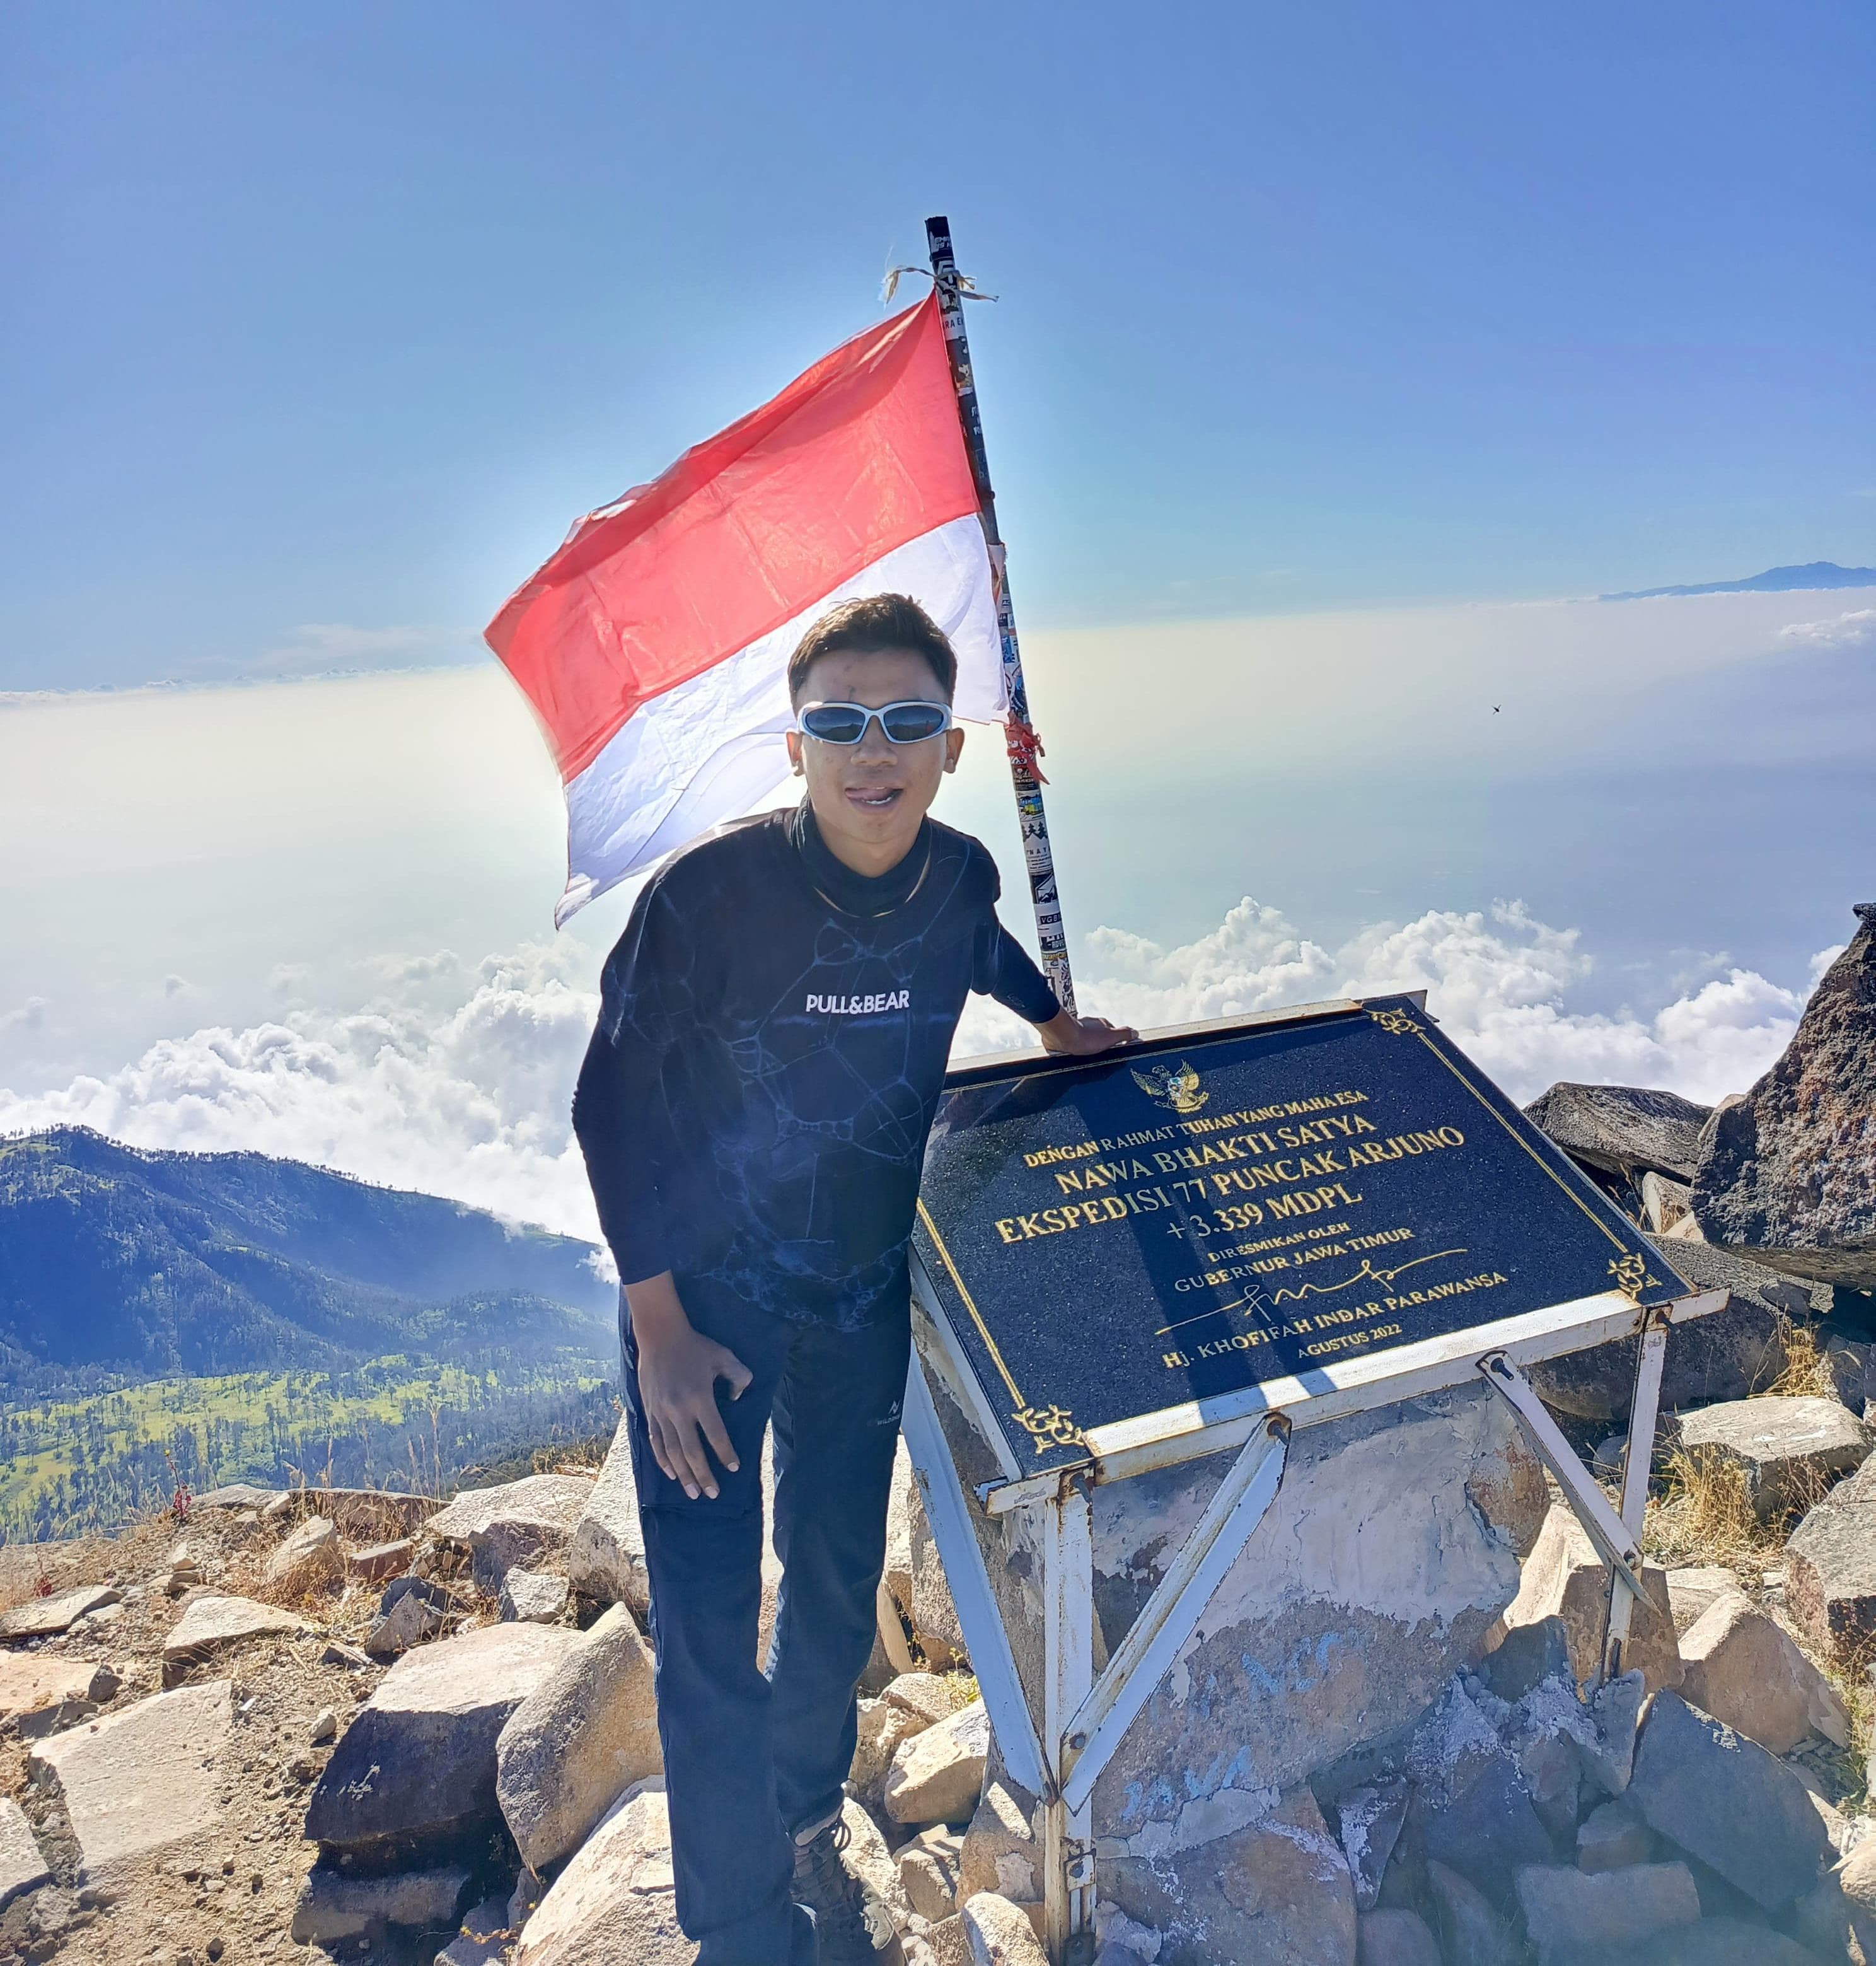 PULL&BEAR
DENGAN RAHMAT TUHAN YANG MAHA ESA
NAWA BHAKTI SATYA
EKSPEDISI 77 PUNCAK ARJUNO
+ 3.339 MDPL
DIRESMIKAN OLEH
GUBERNUR JAWA TIMUR
Hj. KHOFIFAH INDAR PARAWANSA
AGUSTUS 2022